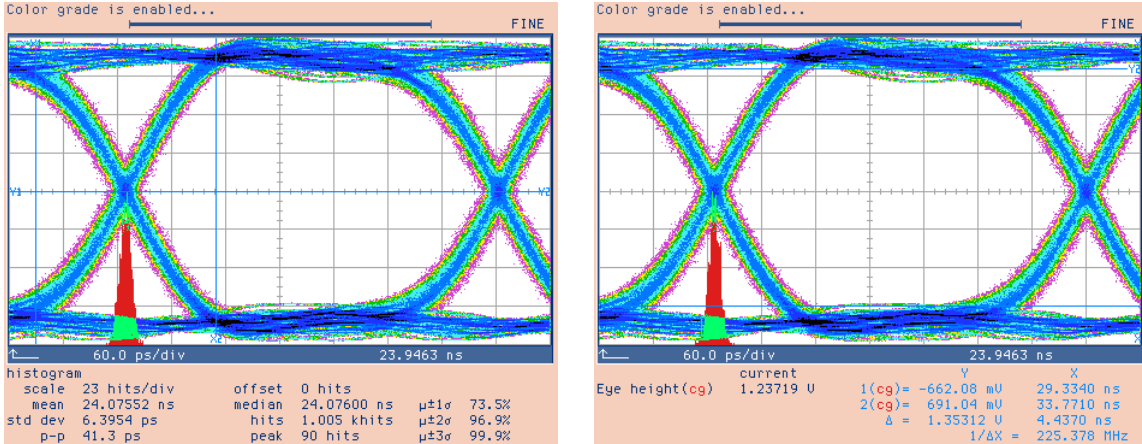 Color grade is enabled...
FINE
Y1
Y2
X2
60.0 ps/div 23.9463 ns
histogram
scale 23 hits/div offset 0 hits
mean 24.07552 ns median 24.07600 ns µ±1σ 73.5%
std dev 6.3954 ps hits 1.005 khits µ±2σ 96.9%
p-p 41.3 ps peak 90 hits µ±3σ 99.9%
Color grade is enabled...
FINE
60.0 ps/div 23.9463 ns
current Y X
Eye height(cg) 1.23719 V 1(cg)= -662.08 mV 29.3340 ns
2(cg)= 691.04 mV 33.7710 ns
Δ = 1.35312 V 4.4370 ns
1/ΔX = 225.378 MHz